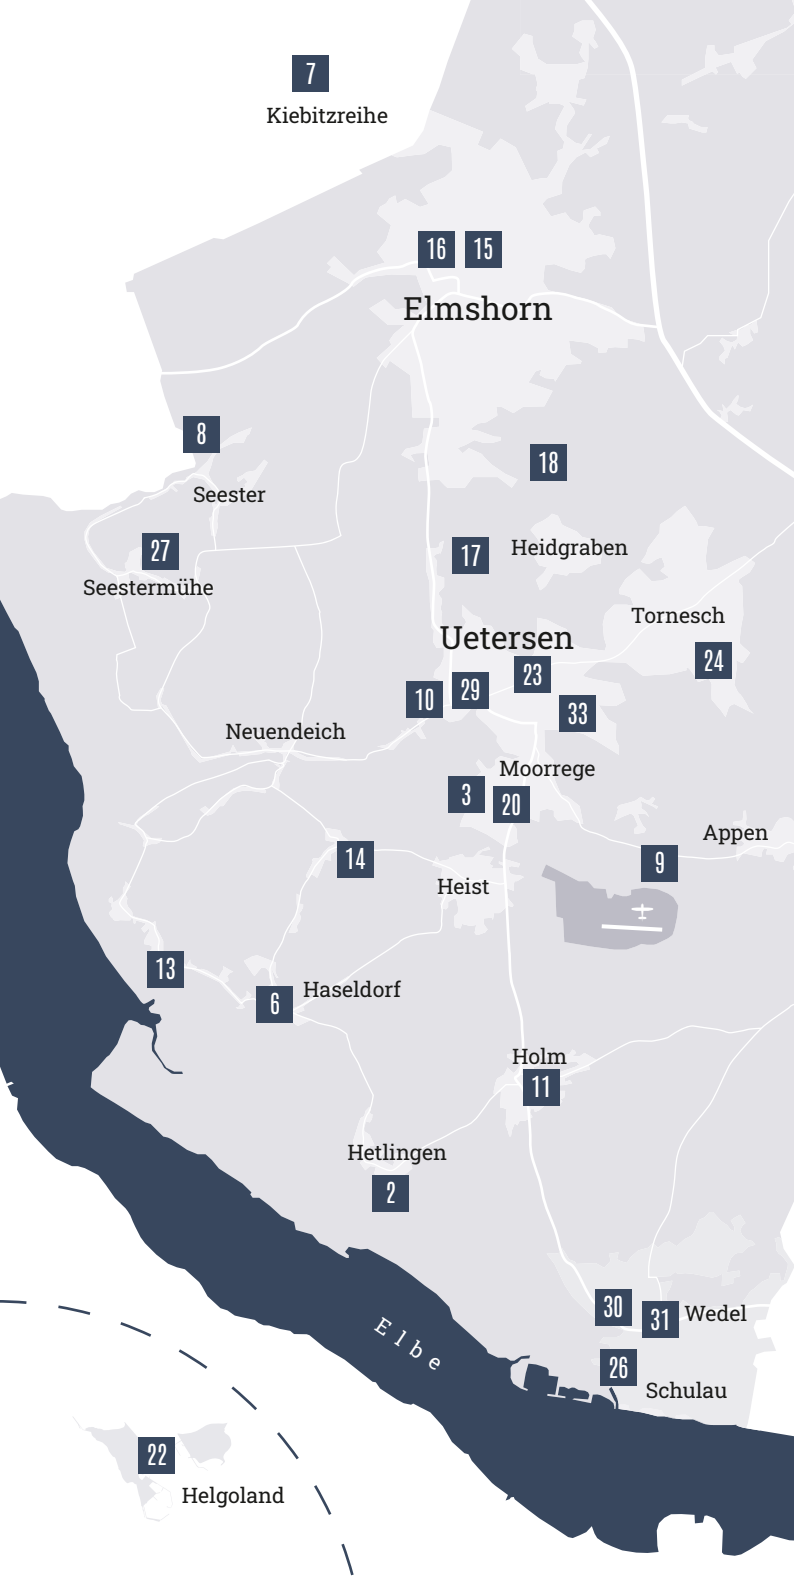 7
Kiebitzreihe
16 15
Elmshorn
8
18
Seester
27
17
Heidgraben
Seestermühe
Tornesch
Uetersen
24
23
29
10
33
Neuendeich
Moorrege
3
20
Appen
14
9
Heist
13
6
Haseldorf
Holm
11
Hetlingen
2
30
31
Wedel
Elbe
26
Schulau
22
Helgoland